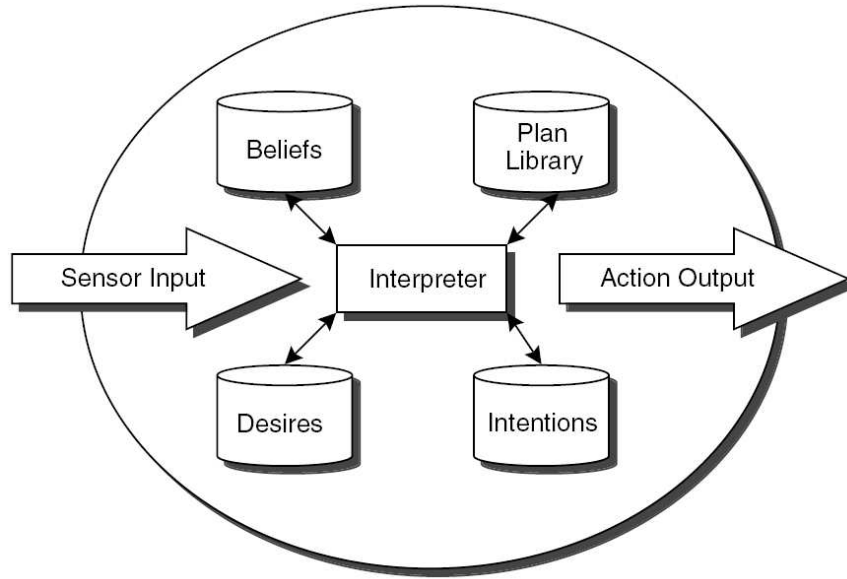 Beliefs
Plan
Library
Sensor Input
Interpreter
Action Output
Desires
Intentions